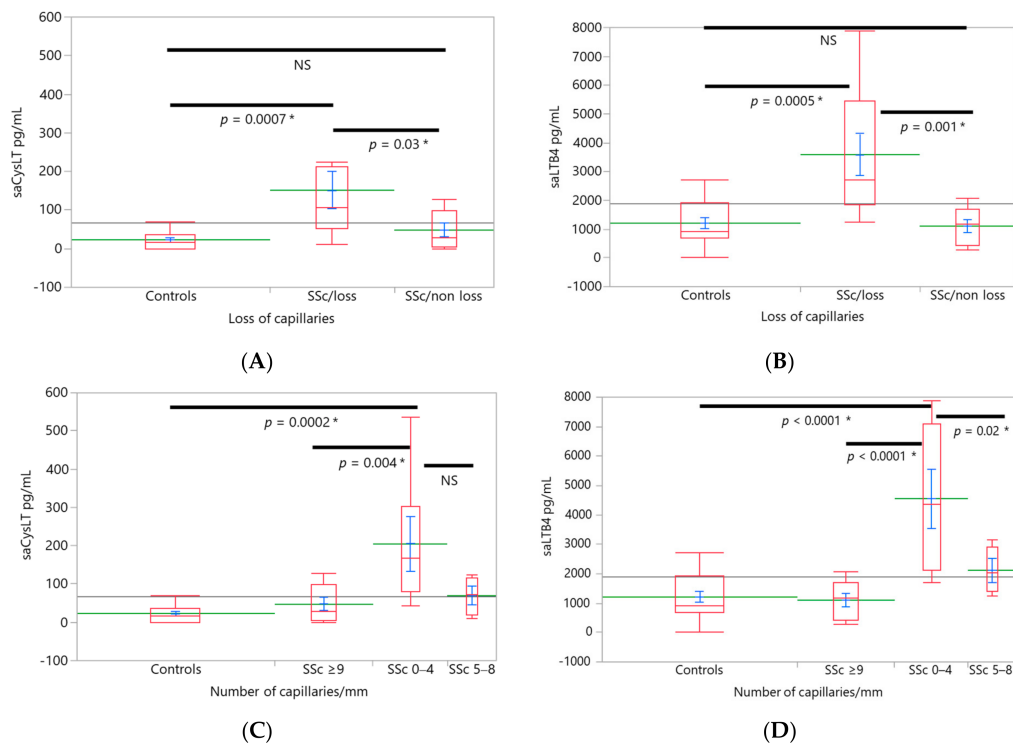 600
500
400
300
200
100
0
-100
saCysLT pg/mL
NS
p = 0.0007 *
p = 0.03 *
Controls SSc/loss SSc/non loss
Loss of capillaries
(A)
8000
7000
6000
5000
4000
3000
2000
1000
0
-1000
saLTB4 pg/mL
NS
p = 0.0005 *
p = 0.001 *
Controls SSc/loss SSc/non loss
Loss of capillaries
(B)
600
500
400
300
200
100
0
-100
saCysLT pg/mL
p = 0.0002 *
p = 0.004 *
NS
Controls SSc ≥9 SSc 0–4 SSc 5–8
Number of capillaries/mm
(C)
8000
7000
6000
5000
4000
3000
2000
1000
0
-1000
saLTB4 pg/mL
p < 0.0001 *
p = 0.02 *
p < 0.0001 *
Controls SSc ≥9 SSc 0–4 SSc 5–8
Number of capillaries/mm
(D)